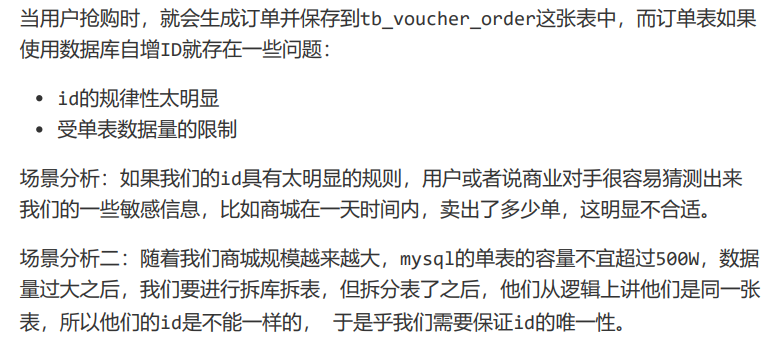 当用户抢购时，就会生成订单并保存到tb_voucher_order这张表中，而订单表如果
使用数据库自增ID就存在一些问题：
• id的规律性太明显
• 受单表数据量的限制
场景分析：如果我们的id具有太明显的规则，用户或者说商业对手很容易猜测出来
我们的一些敏感信息，比如商城在一天时间内，卖出了多少单，这明显不合适。
场景分析二：随着我们商城规模越来越大，mysql的单表的容量不宜超过500W，数据
量过大之后，我们要进行拆库拆表，但拆分表了之后，他们从逻辑上讲他们是同一张
表，所以他们的id是不能一样的， 于是乎我们需要保证id的唯一性。